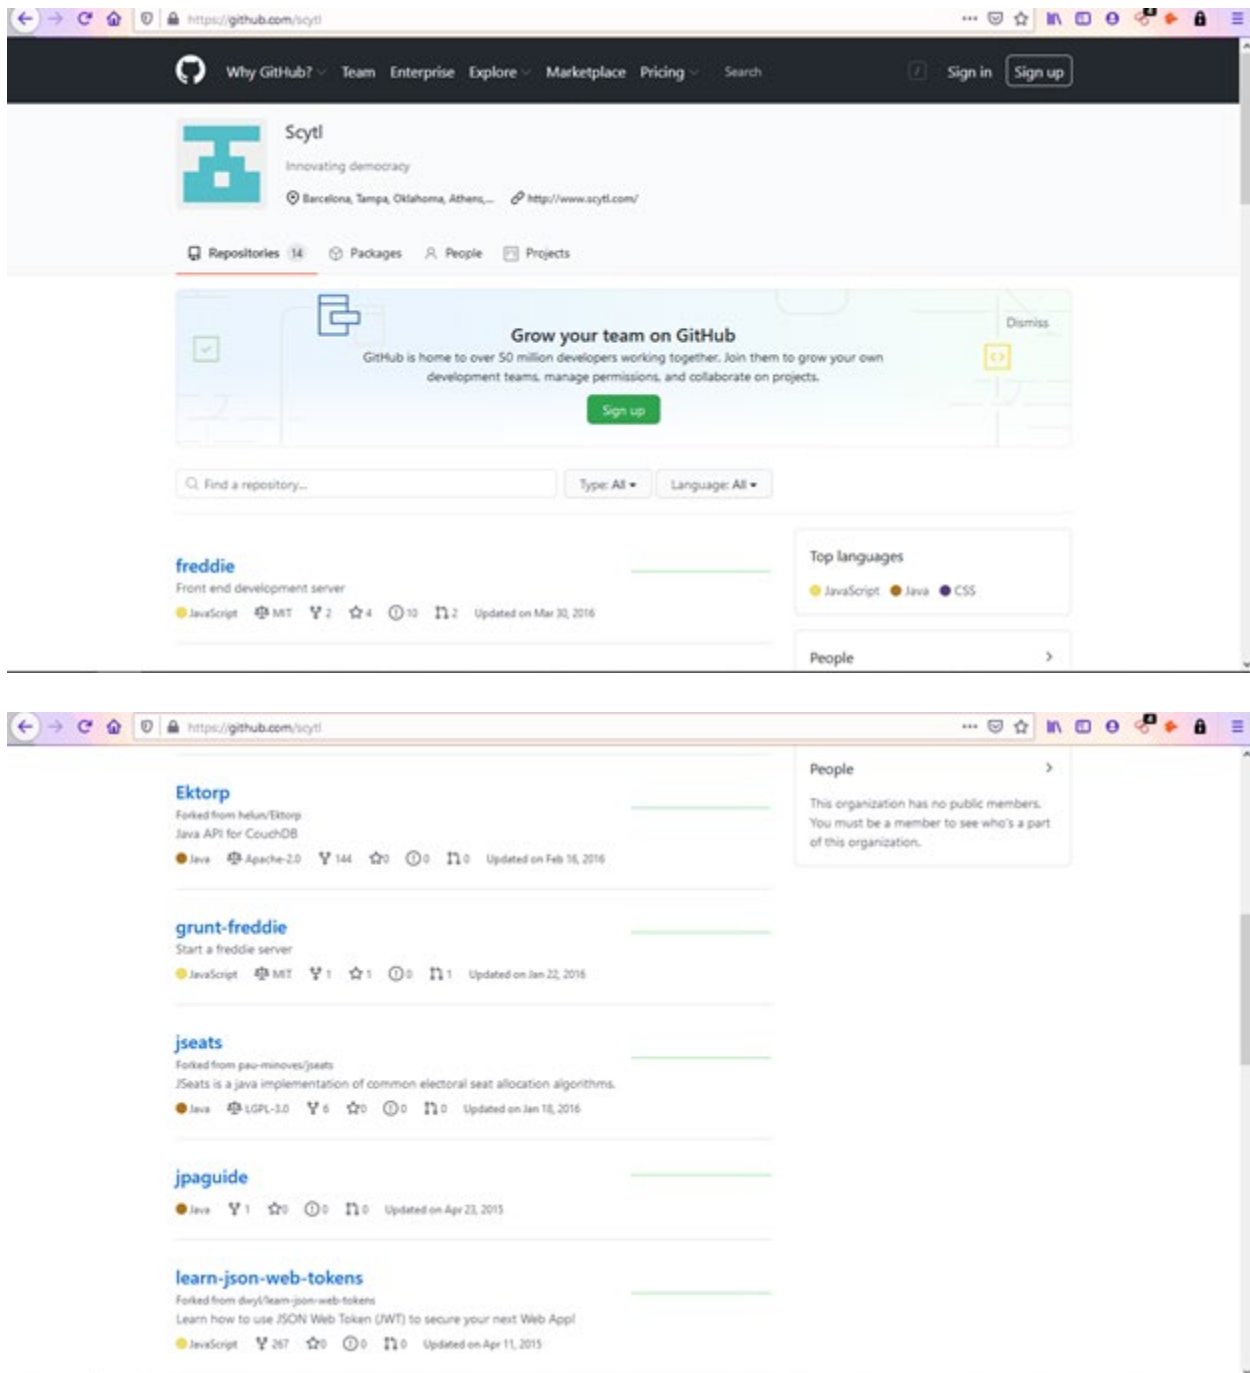 https://github.com/scytl
Why GitHub? Team Enterprise Explore Marketplace Pricing Search / Sign in Sign up
Scytl
Innovating democracy
Barcelona, Tampa, Oklahoma, Athens,... http://www.scytl.com/
Repositories 14 Packages People Projects
Grow your team on GitHub
Dismiss
GitHub is home to over 50 million developers working together. Join them to grow your own
development teams, manage permissions, and collaborate on projects.
Sign up
Find a repository... Type: All Language: All
freddie
Front end development server
JavaScript MIT 2 4 10 2 Updated on Mar 30, 2016
Top languages
JavaScript Java CSS
People
https://github.com/scytl
Ektorp
Forked from helun/Ektorp
Java API for CouchDB
Java Apache-2.0 144 0 0 0 Updated on Feb 16, 2016
People
This organization has no public members.
You must be a member to see who's a part
of this organization.
grunt-freddie
Start a freddie server
JavaScript MIT 1 1 0 1 Updated on Jan 22, 2016
jseats
Forked from pau-minoves/jseats
JSeats is a java implementation of common electoral seat allocation algorithms.
Java LGPL-3.0 6 0 0 0 Updated on Jan 18, 2016
jpaguide
Java 1 0 0 0 Updated on Apr 23, 2015
learn-json-web-tokens
Forked from dwyl/learn-json-web-tokens
Learn how to use JSON Web Token (JWT) to secure your next Web App!
JavaScript 267 0 0 0 Updated on Apr 11, 2015